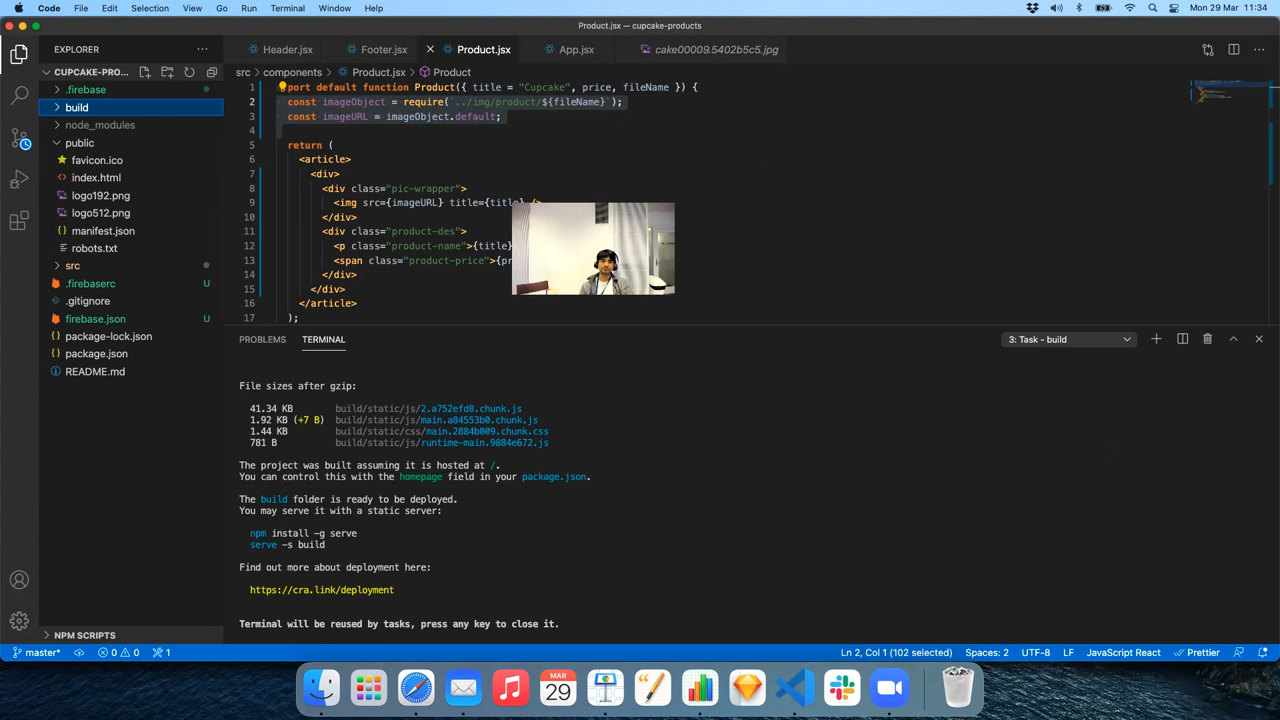 Code File Edit Selection View Go Run Terminal Window Help Mon 29 Mar 11:34
Product.jsx — cupcake-products
EXPLORER
Header.jsx Footer.jsx Product.jsx App.jsx cake00009.5402b5c5.jpg
CUPCAKE-PRO...
src components Product.jsx Product
.firebase
build
node_modules
public
favicon.ico
index.html
logo192.png
logo512.png
manifest.json
robots.txt
src
.firebaserc U
.gitignore
firebase.json U
package-lock.json
package.json
README.md
NPM SCRIPTS
1 port default function Product({ title = "Cupcake", price, fileName }) {
2 const imageObject = require(`../img/product/${fileName}`);
3 const imageURL = imageObject.default;
4
5 return (
6 <article>
7 <div>
8 <div class="pic-wrapper">
9 <img src={imageURL} title={title} />
10 </div>
11 <div class="product-des">
12 <p class="product-name">{title}
13 <span class="product-price">{pr
14 </div>
15 </div>
16 </article>
17 );
PROBLEMS TERMINAL 3: Task - build
File sizes after gzip:
41.34 KB build/static/js/2.a752efd8.chunk.js
1.92 KB (+7 B) build/static/js/main.a84553b0.chunk.js
1.44 KB build/static/css/main.2884b009.chunk.css
781 B build/static/js/runtime-main.9884e672.js
The project was built assuming it is hosted at /.
You can control this with the homepage field in your package.json.
The build folder is ready to be deployed.
You may serve it with a static server:
npm install -g serve
serve -s build
Find out more about deployment here:
https://cra.link/deployment
Terminal will be reused by tasks, press any key to close it.
master* 0 0 1 Ln 2, Col 1 (102 selected) Spaces: 2 UTF-8 LF JavaScript React Prettier
MAR
29